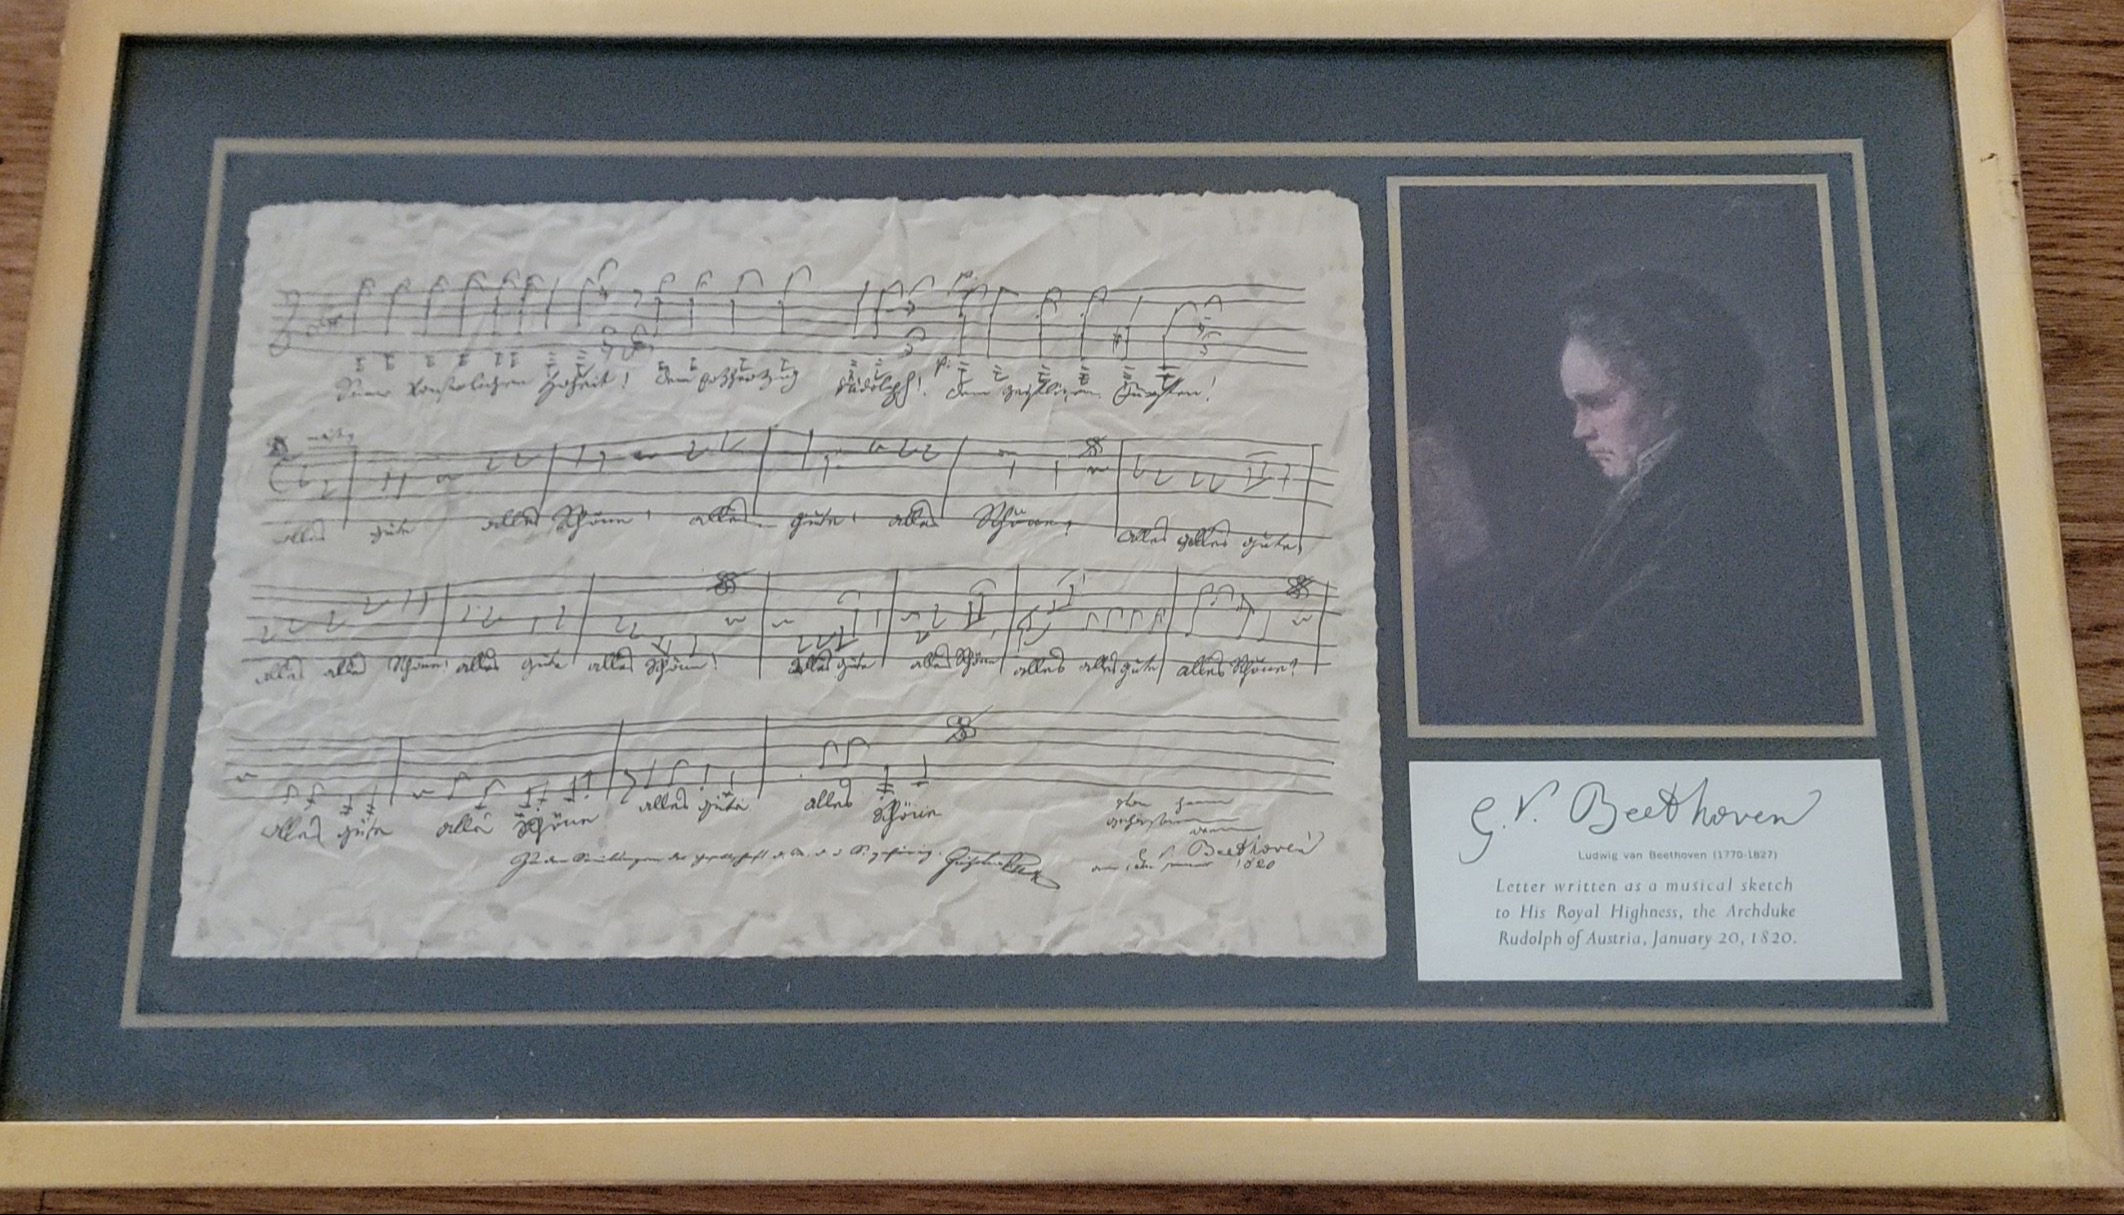 Seiner Kaiserlichen Hoheit! Dem Erzherzog Rudolph! dem geistlichen Fürsten!
alles gute alles Schöne! alles gute! alles Schöne! alles alles gute
alles alles Schöne! alles gute alles Schöne! alles gute alles Schöne alles alles gute alles Schöne!
alles gute alles Schöne alles gute alles Schöne
Beethoven
1820
L. v. Beethoven
Ludwig van Beethoven (1770-1827)
Letter written as a musical sketch
to His Royal Highness, the Archduke
Rudolph of Austria, January 20, 1820.